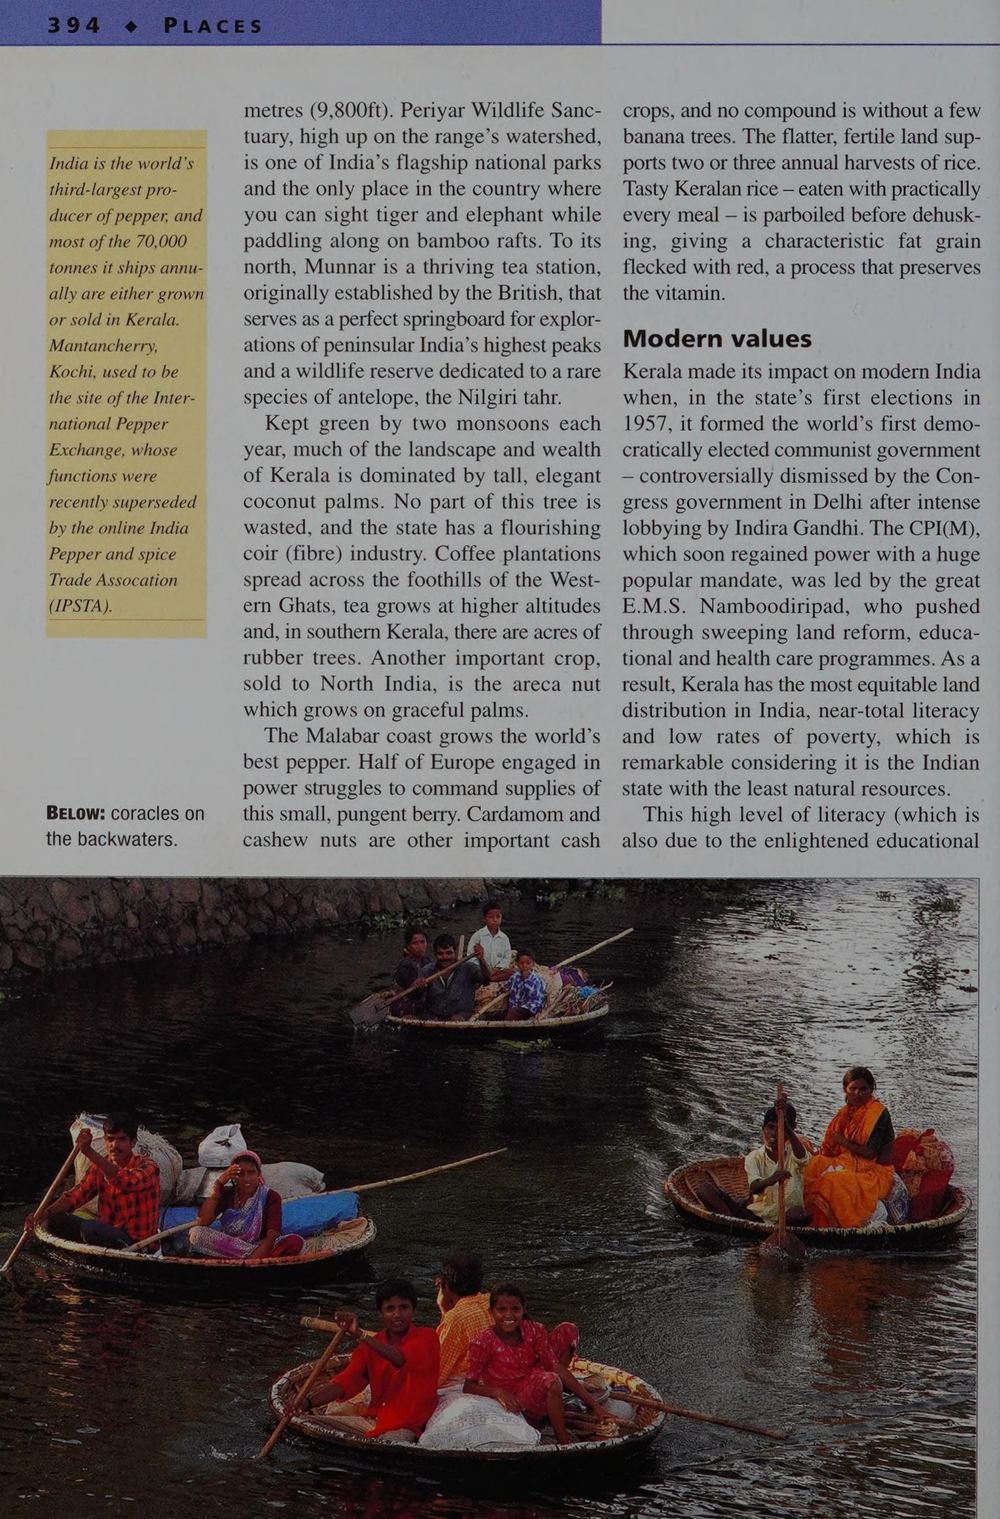 394 ◆ PLACES
India is the world's
third-largest pro-
ducer of pepper, and
most of the 70,000
tonnes it ships annu-
ally are either grown
or sold in Kerala.
Mantancherry,
Kochi, used to be
the site of the Inter-
national Pepper
Exchange, whose
functions were
recently superseded
by the online India
Pepper and spice
Trade Assocation
(IPSTA).
BELOW: coracles on
the backwaters.
metres (9,800ft). Periyar Wildlife Sanc-
tuary, high up on the range's watershed,
is one of India's flagship national parks
and the only place in the country where
you can sight tiger and elephant while
paddling along on bamboo rafts. To its
north, Munnar is a thriving tea station,
originally established by the British, that
serves as a perfect springboard for explor-
ations of peninsular India's highest peaks
and a wildlife reserve dedicated to a rare
species of antelope, the Nilgiri tahr.
Kept green by two monsoons each
year, much of the landscape and wealth
of Kerala is dominated by tall, elegant
coconut palms. No part of this tree is
wasted, and the state has a flourishing
coir (fibre) industry. Coffee plantations
spread across the foothills of the West-
ern Ghats, tea grows at higher altitudes
and, in southern Kerala, there are acres of
rubber trees. Another important crop,
sold to North India, is the areca nut
which grows on graceful palms.
The Malabar coast grows the world's
best pepper. Half of Europe engaged in
power struggles to command supplies of
this small, pungent berry. Cardamom and
cashew nuts are other important cash
crops, and no compound is without a few
banana trees. The flatter, fertile land sup-
ports two or three annual harvests of rice.
Tasty Keralan rice – eaten with practically
every meal – is parboiled before dehusk-
ing, giving a characteristic fat grain
flecked with red, a process that preserves
the vitamin.
Modern values
Kerala made its impact on modern India
when, in the state's first elections in
1957, it formed the world's first demo-
cratically elected communist government
– controversially dismissed by the Con-
gress government in Delhi after intense
lobbying by Indira Gandhi. The CPI(M),
which soon regained power with a huge
popular mandate, was led by the great
E.M.S. Namboodiripad, who pushed
through sweeping land reform, educa-
tional and health care programmes. As a
result, Kerala has the most equitable land
distribution in India, near-total literacy
and low rates of poverty, which is
remarkable considering it is the Indian
state with the least natural resources.
This high level of literacy (which is
also due to the enlightened educational